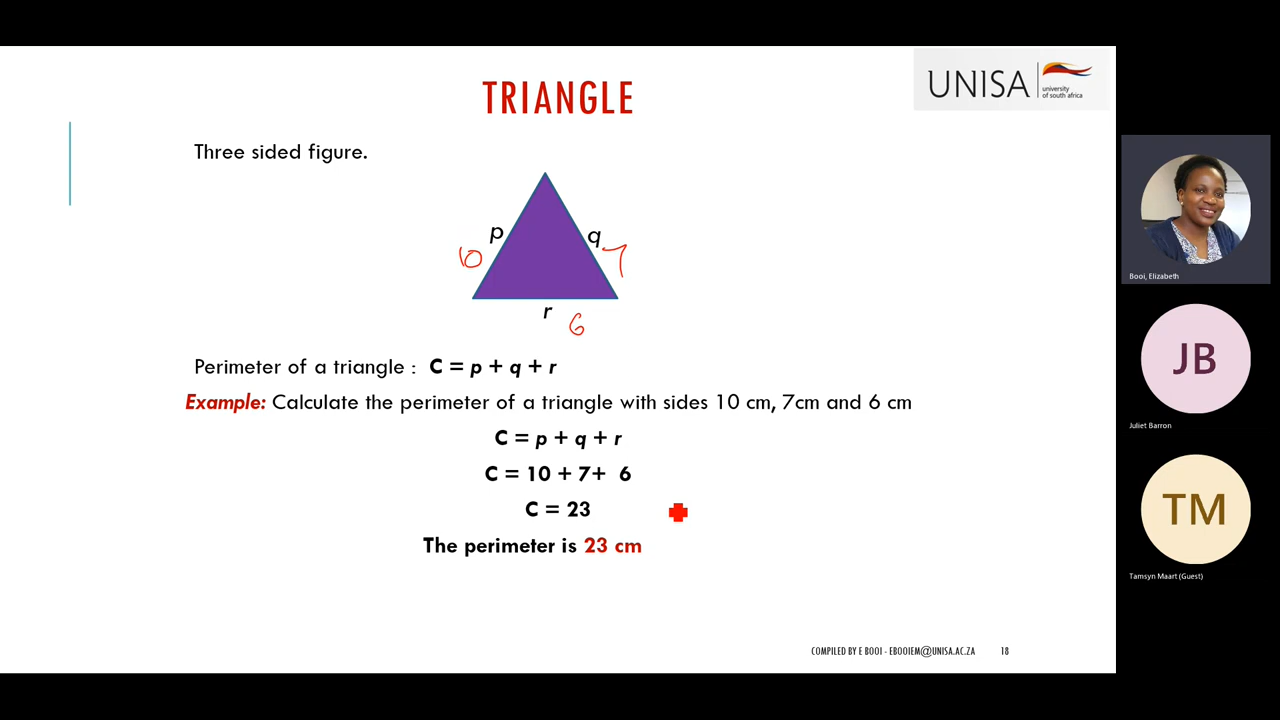 TRIANGLE
UNISA
university
of south africa
Three sided figure.
p
q
10
7
r
6
Perimeter of a triangle : C = p + q + r
Example: Calculate the perimeter of a triangle with sides 10 cm, 7cm and 6 cm
C = p + q + r
C = 10 + 7+ 6
C = 23
The perimeter is 23 cm
COMPILED BY E BOOI - EBOOIEM@UNISA.AC.ZA 18
Booi, Elizabeth
JB
Juliet Barron
TM
Tamsyn Maart (Guest)